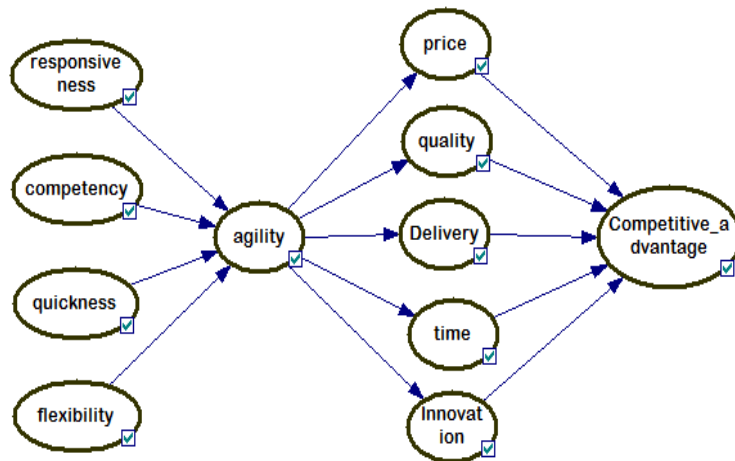 responsive
ness
competency
quickness
flexibility
agility
price
quality
Delivery
time
Innovat
ion
Competitive_a
dvantage